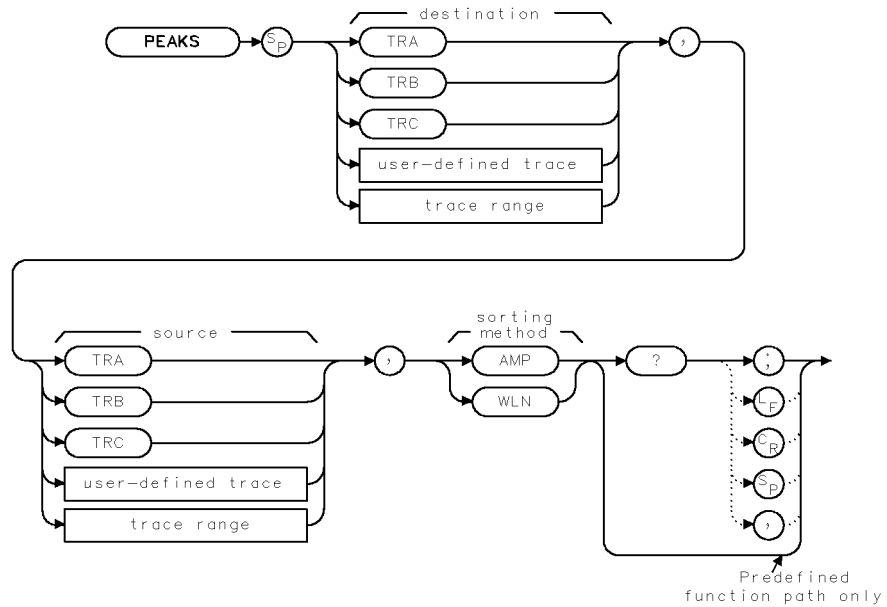 destination
PEAKS SP TRA ,
TRB
TRC
user-defined trace
trace range
source
sorting
method
TRA , AMP ? ;
TRB WLN LF
TRC CR
user-defined trace SP
trace range ,
Predefined
function path only